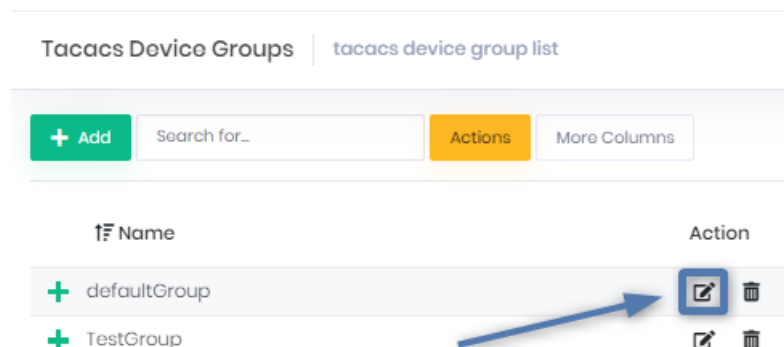 Tacacs Device Groups tacacs device group list
Add Search for... Actions More Columns
Name Action
defaultGroup
TestGroup